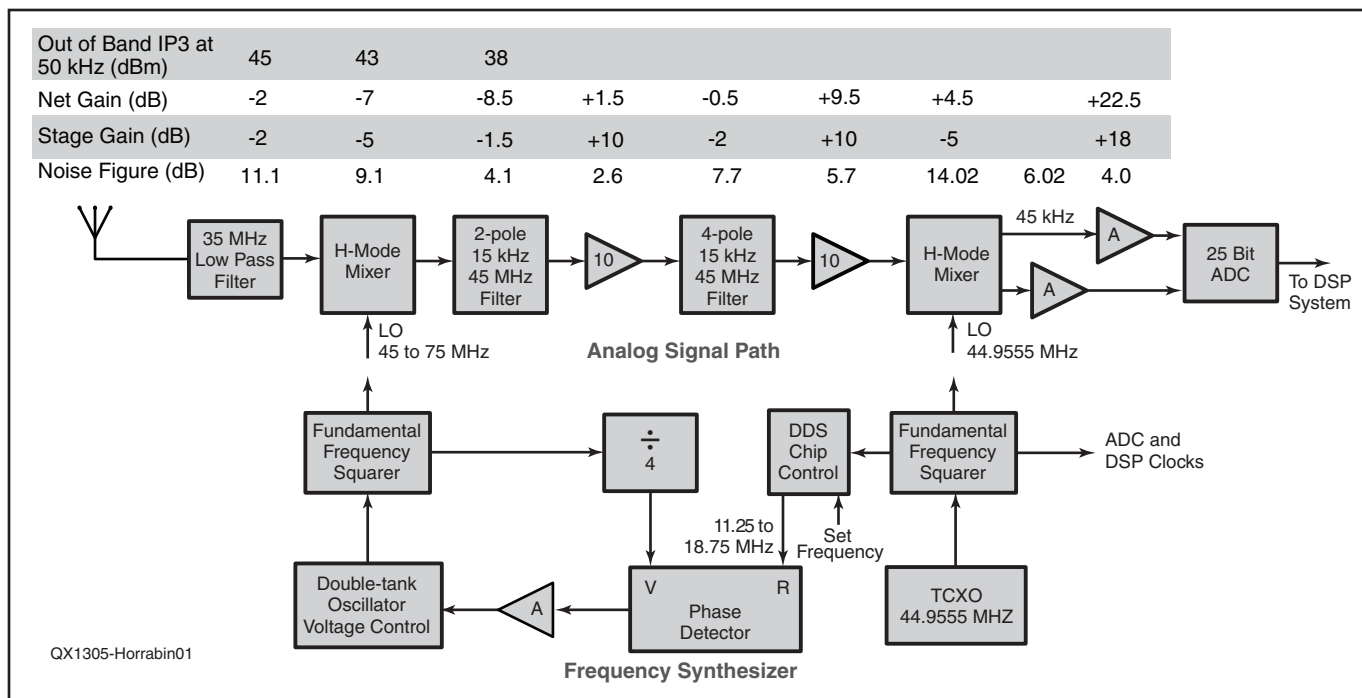 Out of Band IP3 at
50 kHz (dBm) 45 43 38
Net Gain (dB) -2 -7 -8.5 +1.5 -0.5 +9.5 +4.5 +22.5
Stage Gain (dB) -2 -5 -1.5 +10 -2 +10 -5 +18
Noise Figure (dB) 11.1 9.1 4.1 2.6 7.7 5.7 14.02 6.02 4.0
35 MHz
Low Pass
Filter
H-Mode
Mixer
2-pole
15 kHz
45 MHz
Filter
10
4-pole
15 kHz
45 MHz
Filter
10
H-Mode
Mixer
45 kHz
A
A
25 Bit
ADC
To DSP
System
LO
45 to 75 MHz
Analog Signal Path
LO
44.9555 MHz
Fundamental
Frequency
Squarer
÷
4
DDS
Chip
Control
Fundamental
Frequency
Squarer
ADC and
DSP Clocks
11.25 to
18.75 MHz
Set
Frequency
Double-tank
Oscillator
Voltage Control
A
V R
Phase
Detector
TCXO
44.9555 MHZ
QX1305-Horrabin01
Frequency Synthesizer